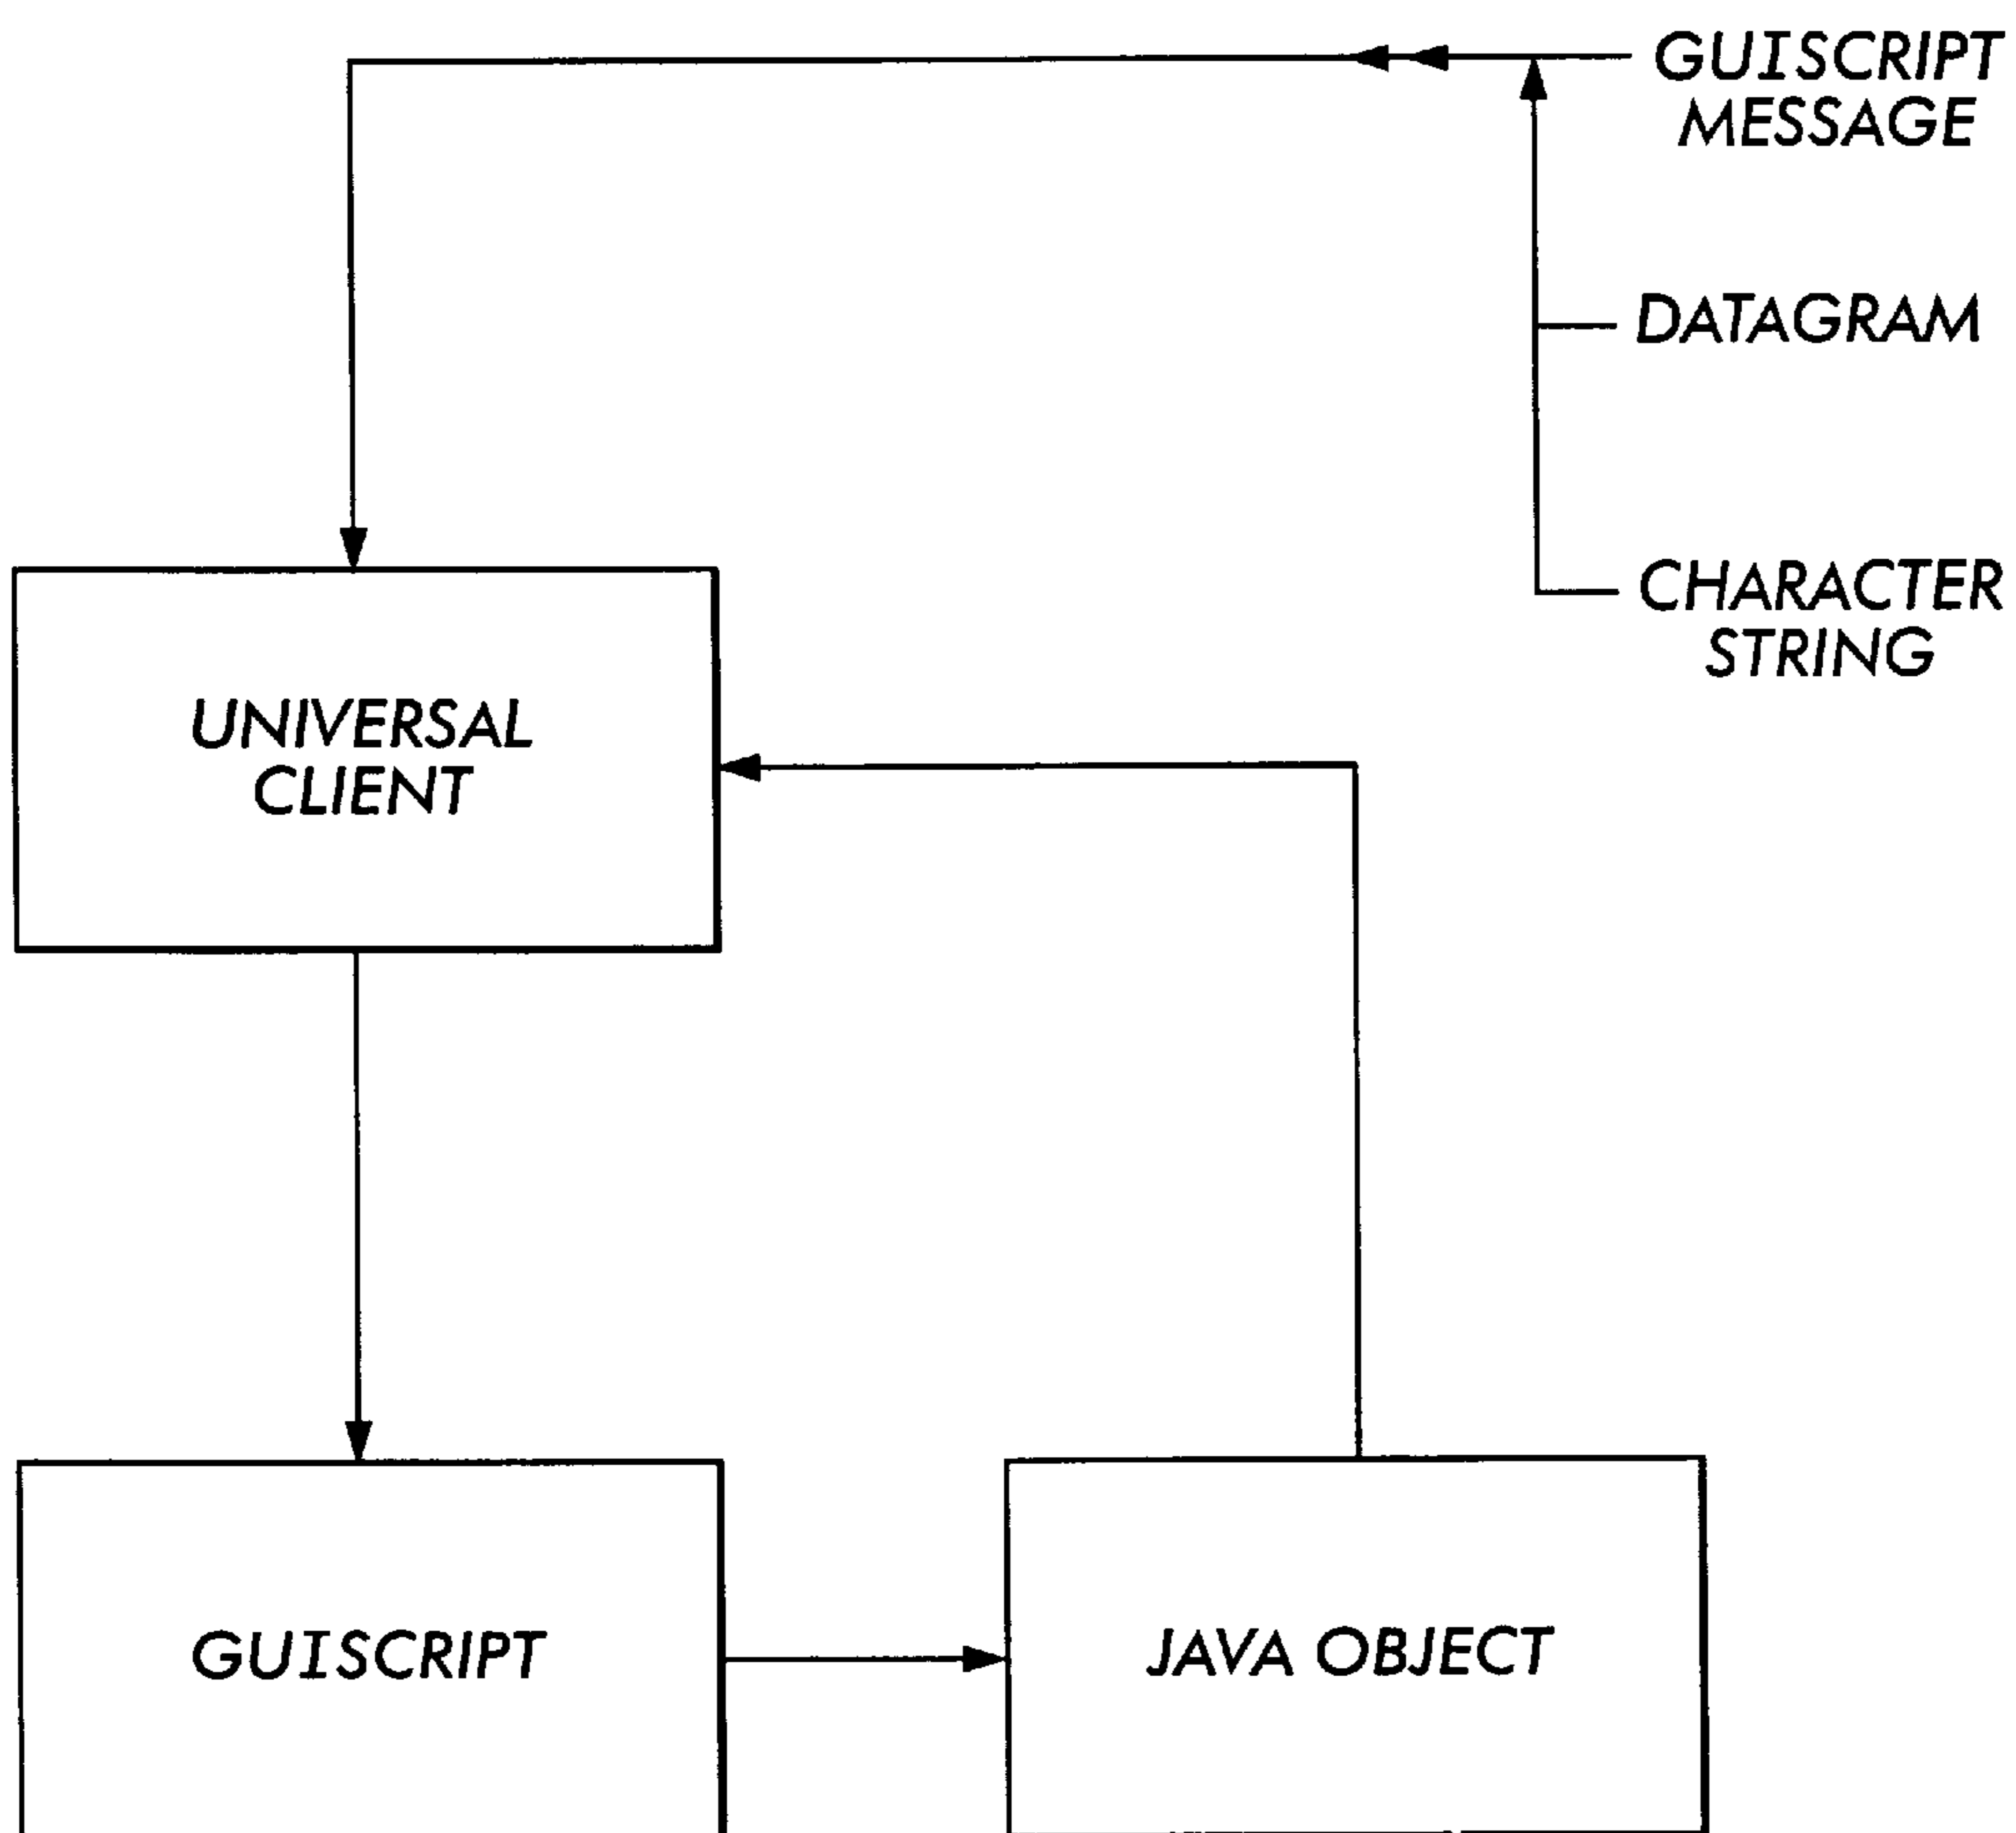 GUISCRIPT
MESSAGE
DATAGRAM
CHARACTER
STRING
UNIVERSAL
CLIENT
GUISCRIPT
JAVA OBJECT